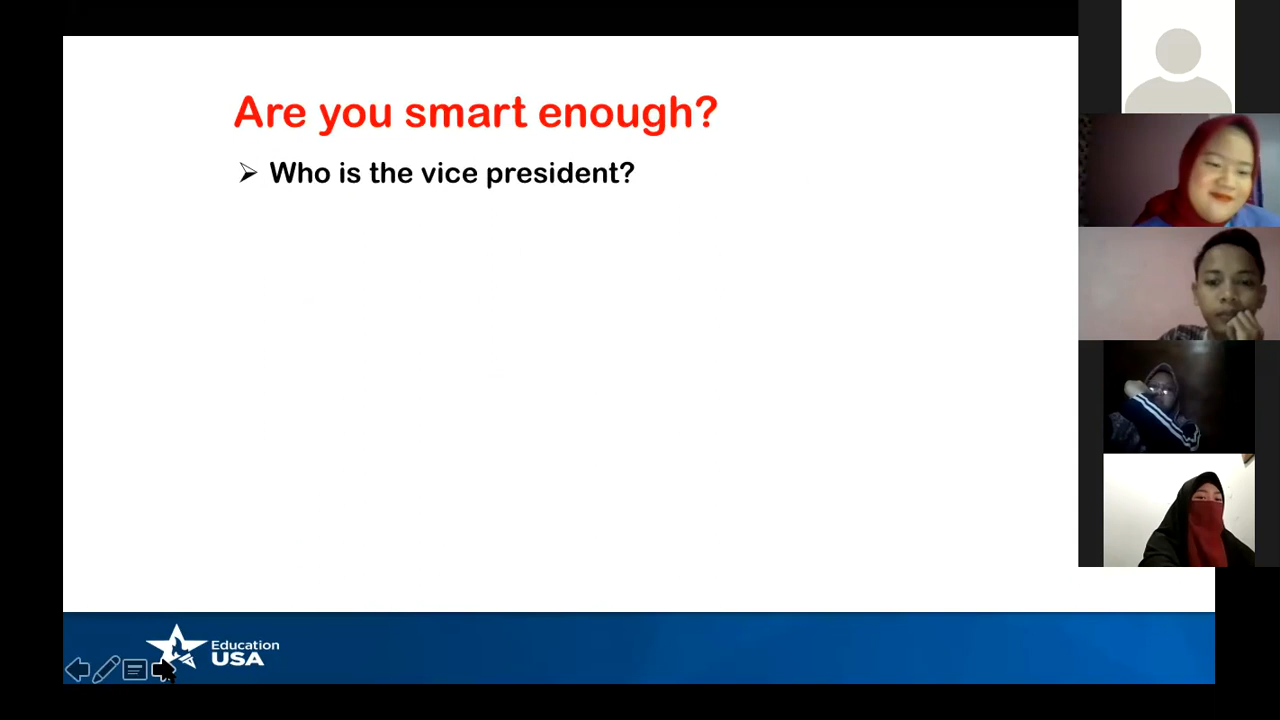 Are you smart enough?
Who is the vice president?
Education
USA